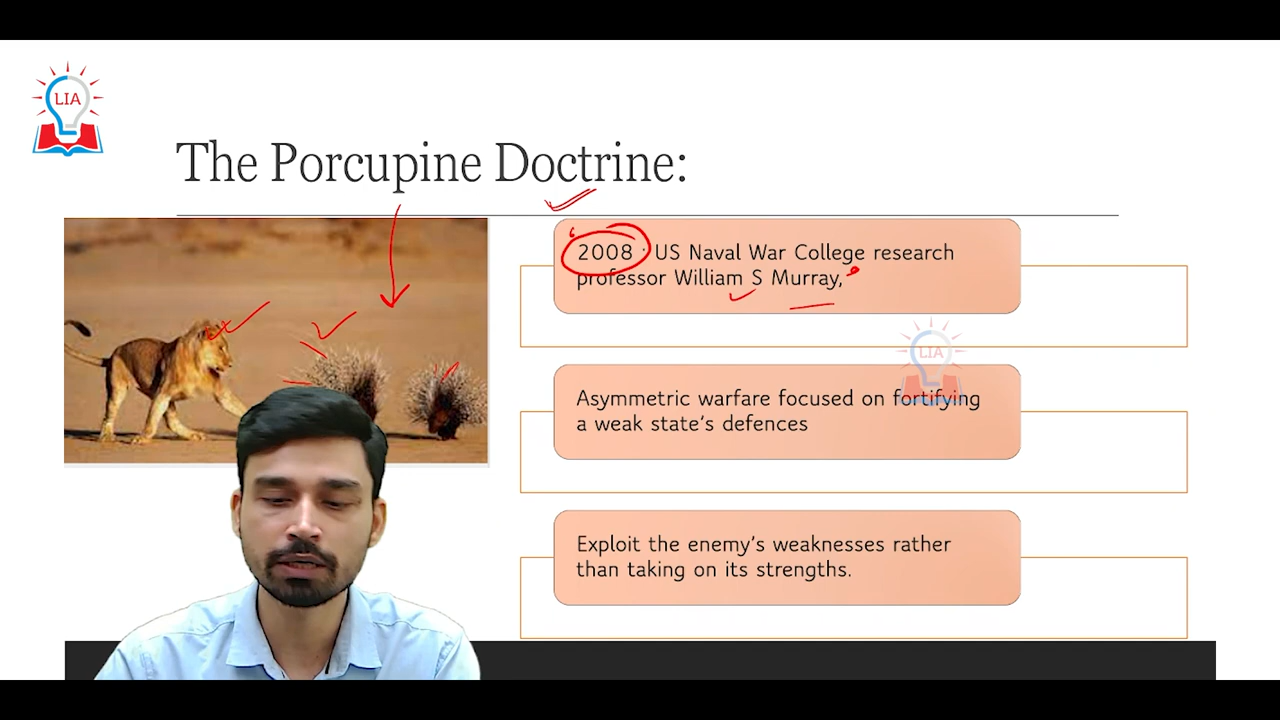 LIA
The Porcupine Doctrine:
2008 : US Naval War College research
professor William S Murray,
LIA
Asymmetric warfare focused on fortifying
a weak state's defences
Exploit the enemy's weaknesses rather
than taking on its strengths.